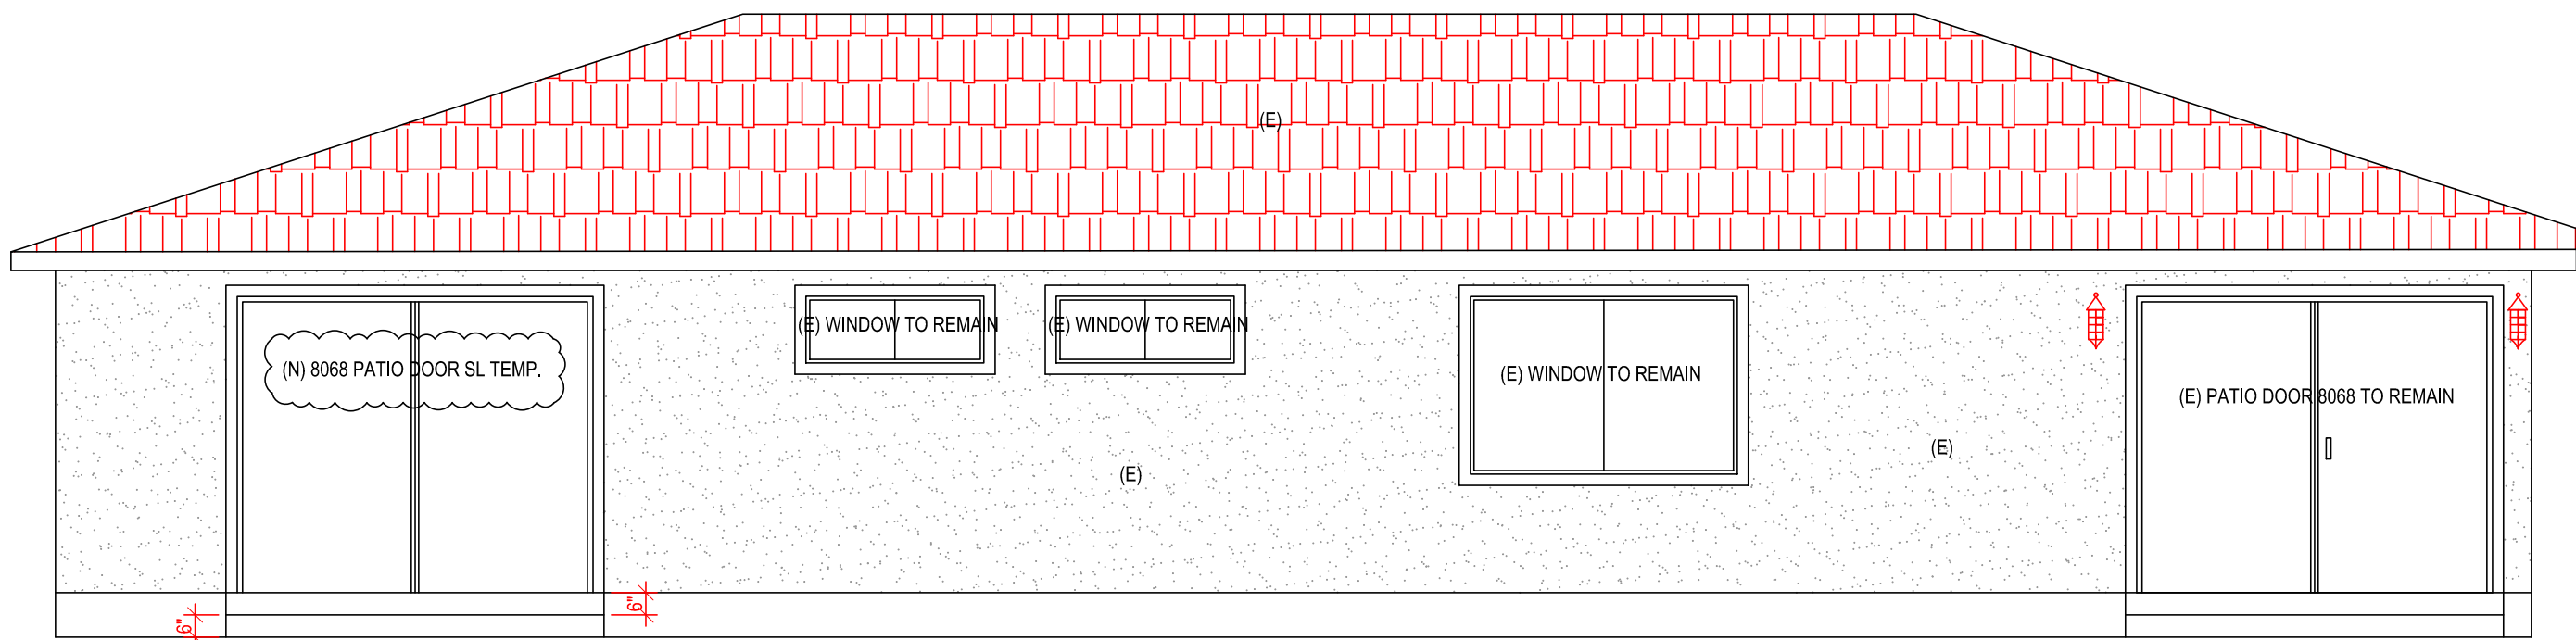 (E)
(N) 8068 PATIO DOOR SL TEMP.
(E) WINDOW TO REMAIN
(E) WINDOW TO REMAIN
(E) WINDOW TO REMAIN
(E) PATIO DOOR 8068 TO REMAIN
(E)
(E)
6"
6"